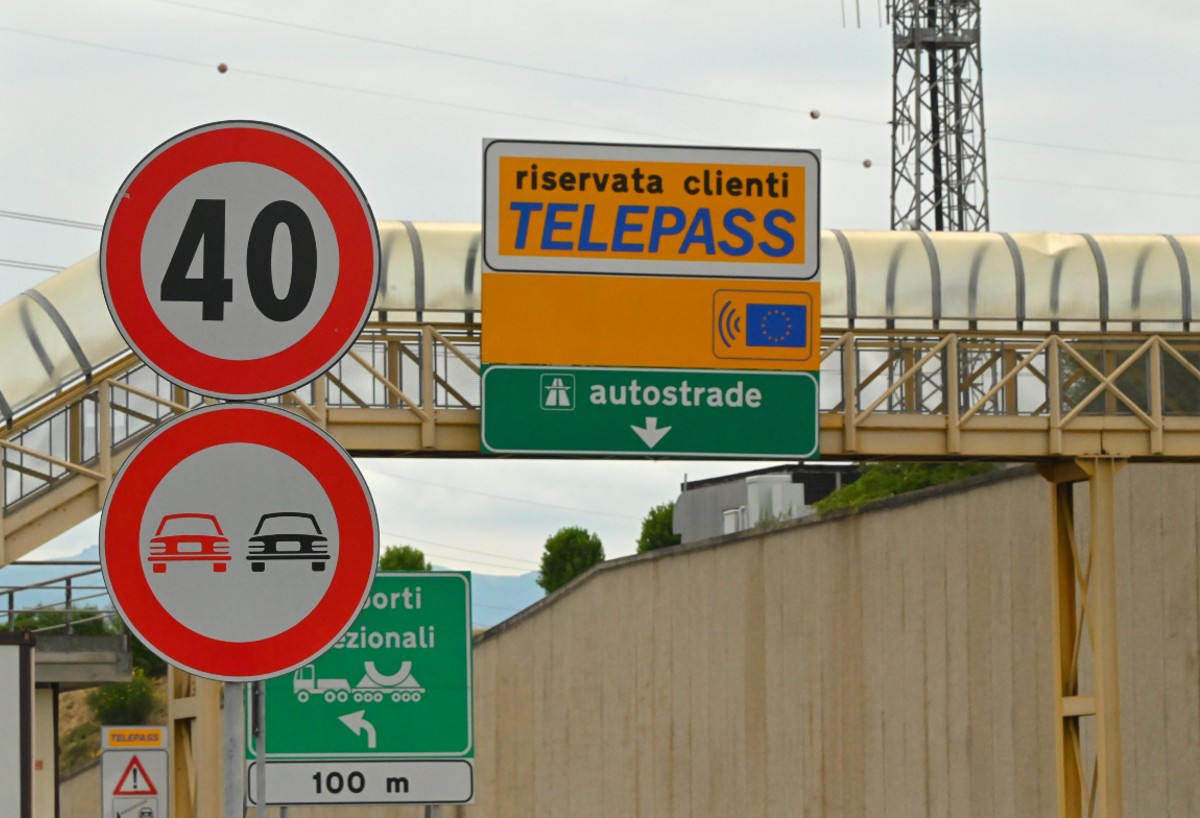 40
riservata clienti
TELEPASS
autostrade
porti
ezionali
100 m
TELEPASS